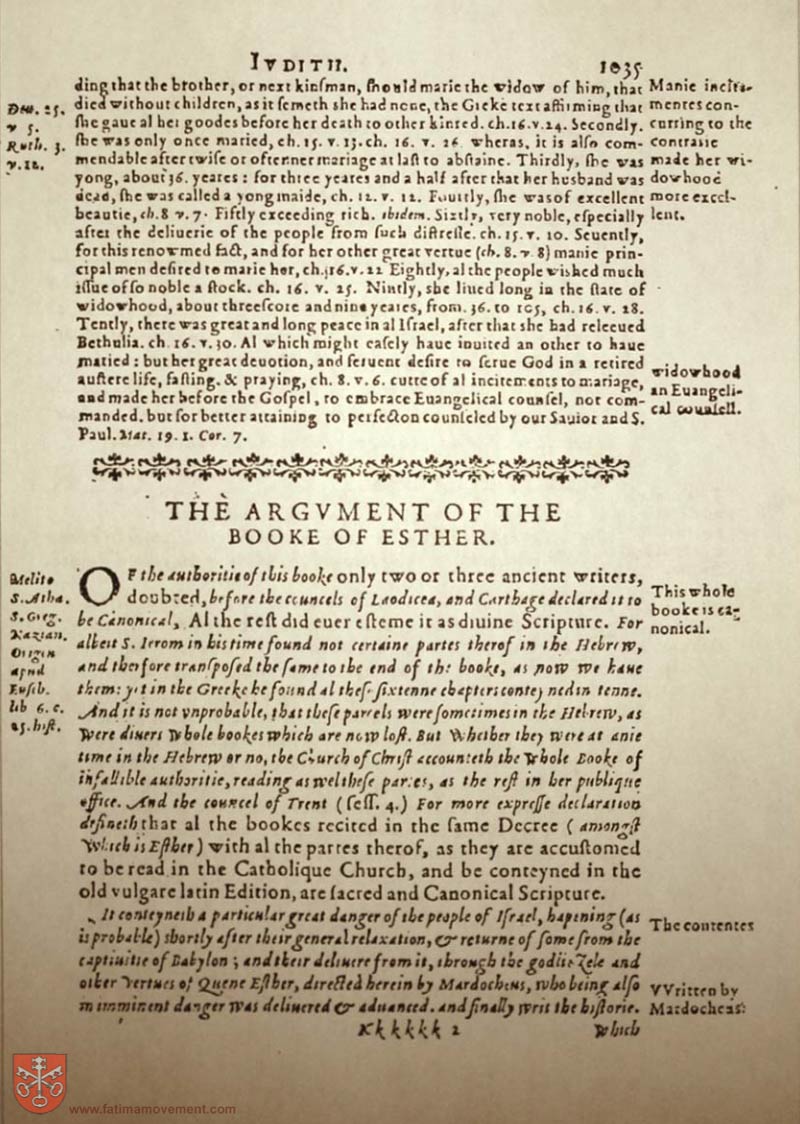 IVDITH. 1035
ding that the brother, or next kinſman, ſhould marie the widow of him, that
died without children, as it ſemeth she had none, the Greke text affirming that
ſhe gaue al her goodes before her death to other kinred. ch. 16. v. 24. Secondly.
ſhe was only once maried, ch. 15. v. 13. ch. 16. v. 26 wheras, it is alſo com-
mendable after twiſe or oftenner mariage at laſt to abſtaine. Thirdly, ſhe was
yong, about 36. yeares: for three yeares and a half after that her husband was
dead, ſhe was called a yong maide, ch. 12. v. 12. Fourtly, ſhe was of excellent
beautie, ch. 8 v. 7. Fiftly exceeding rich. ibidem. Sixtly, very noble, eſpecially
after the deliuerie of the people from ſuch diſtreſſe. ch. 15. v. 10. Seuently,
for this renowmed fact, and for her other great vertue (ch. 8. v. 8) manie prin-
cipal men deſired to marie her, ch. 16. v. 22 Eightly, al the people wished much
iſſue of ſo noble a ſtock. ch. 16. v. 25. Nintly, she liued long in the ſtate of
widowhood, about threeſcore and nine yeares, from. 36. to 105, ch. 16. v. 28.
Tently, there was great and long peace in al Iſrael, after that she had releeued
Bethulia. ch. 16. v. 30. Al which might eaſely haue inuited an other to haue
maried: but her great deuotion, and feruent deſire to ſerue God in a retired
auſtere life, faſting. & praying, ch. 8. v. 6. cutte of al incitements to mariage,
and made her before the Goſpel, to embrace Euangelical counſel, not com-
manded. but for better attaining to perfection counſeled by our Sauior and S.
Paul. Mat. 19. 1. Cor. 7.
Deu. 25.
v 5.
Ruth. 3.
v. 12.
Manie incita-
mentes con-
curring to the
contrarie
made her wi-
dowhood
more excel-
lent.
widowhood
an Euangeli-
cal counſell.
THE ARGVMENT OF THE
BOOKE OF ESTHER.
OF the authoritie of this booke only two or three ancient writers,
doubted, before the councels of Laodicea, and Carthage declared it to
be Canonical, Al the reſt did euer eſteme it as diuine Scripture. For
albeit S. Ierom in his time found not certaine partes therof in the Hebrew,
and therfore tranſpoſed the ſame to the end of the booke, as now we haue
them: yet in the Greeke he found al theſe ſixtenne chapters conteyned in tenne.
And it is not vnprobable, that theſe parcels were ſometimes in the Hebrew, as
were diuers whole bookes which are now loſt. But Whether they were at anie
time in the Hebrew or no, the Church of Chriſt accounteth the whole Booke of
infallible authoritie, reading as wel theſe partes, as the reſt in her publique
office. And the councel of Trent (ſeſſ. 4.) For more expreſſe declaration
defineth that al the bookes recited in the ſame Decree (amongſt
Which is Eſther) with al the partes therof, as they are accuſtomed
to be read in the Catholique Church, and be conteyned in the
old vulgare latin Edition, are ſacred and Canonical Scripture.
It conteyneth a particular great danger of the people of Iſrael, hapining (as
is probable) shortly after their general relaxation, & returne of ſome from the
captiuitie of Babylon; and their deliuere from it, through the godlie Zele and
other Vertues of Quene Eſther, directed herein by Mardocheus, who being alſo
in imminent danger was deliuered & aduanced. and finally writ the hiſtorie.
Kkkkkk 2 Which
Melito
S. Atha.
S. Greg.
Nazian.
Origin
apud
Euſib.
lib 6. c.
25. hiſt.
This whole
booke is ca-
nonical.
The contentes
VVritten by
Mardocheus.
www.fatimamovement.com